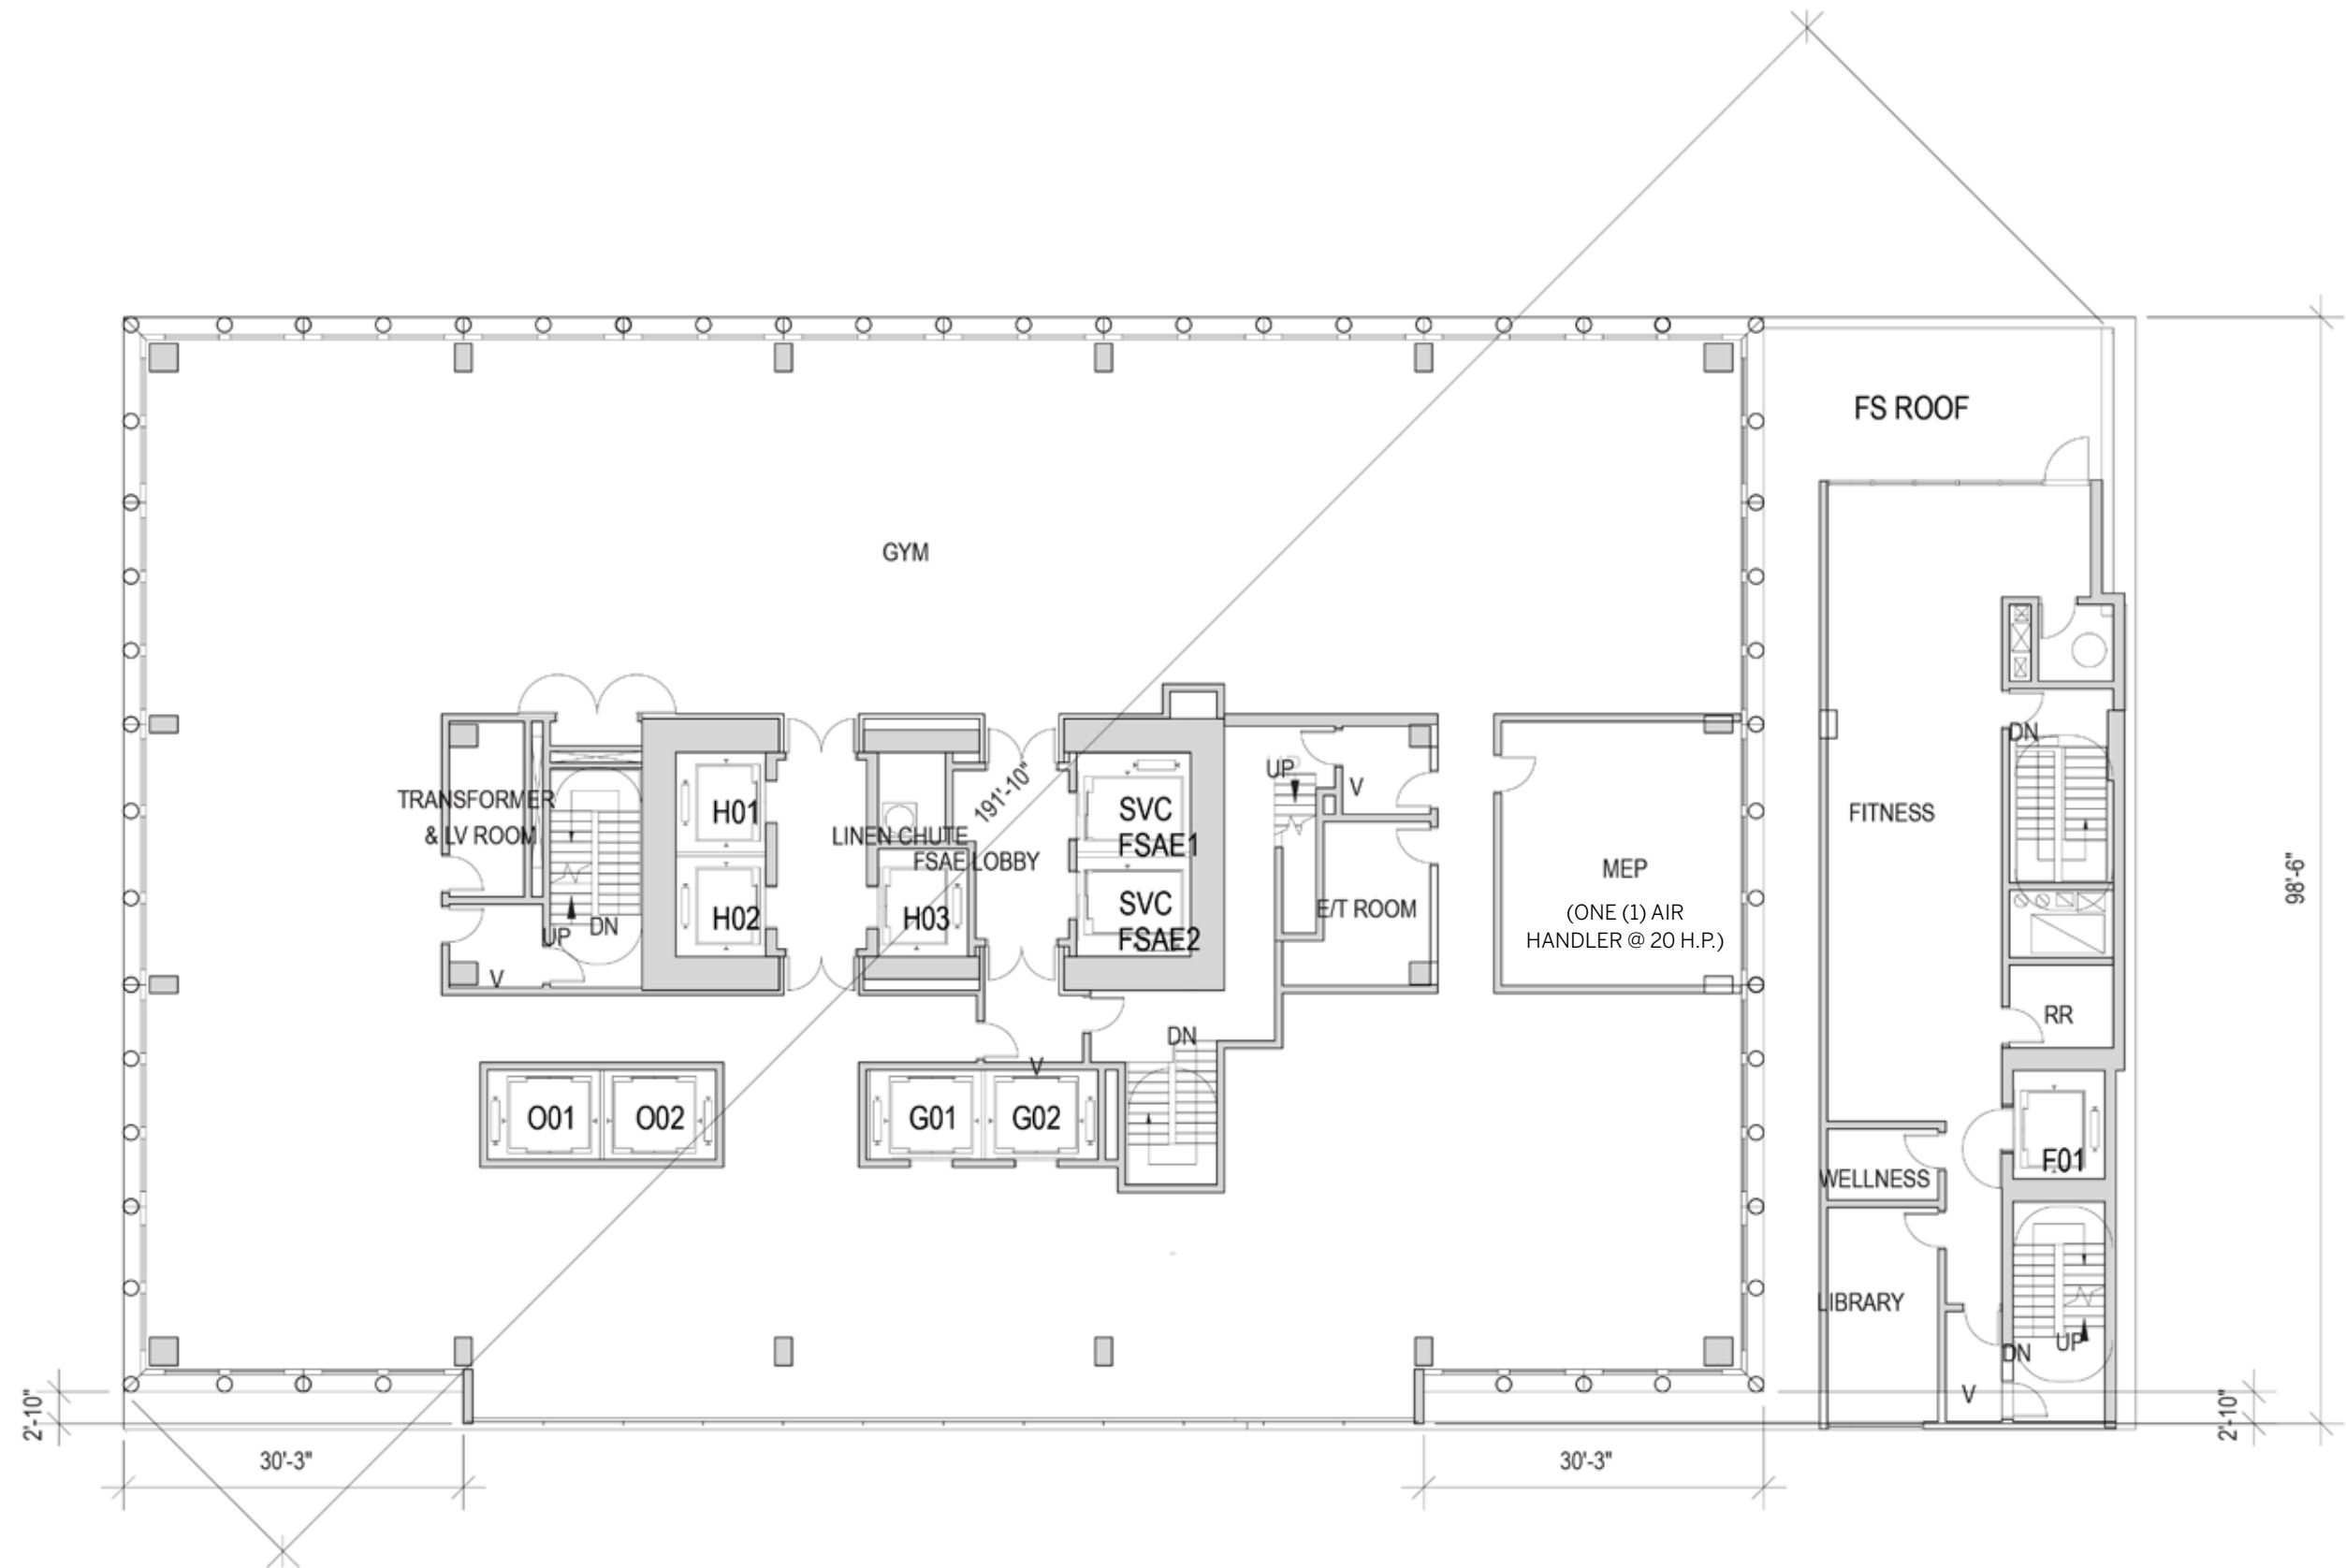 FS ROOF
GYM
98'-6"
TRANSFORMER
& LV ROOM
UP
DN
V
H01
H02
LINEN CHUTE
FSAE LOBBY
H03
191'-10"
SVC
FSAE1
SVC
FSAE2
UP
V
E/T ROOM
MEP
(ONE (1) AIR
HANDLER @ 20 H.P.)
FITNESS
DN
RR
DN
V
O01
O02
G01
G02
F01
WELLNESS
LIBRARY
DN
UP
V
2'-10"
30'-3"
30'-3"
2'-10"